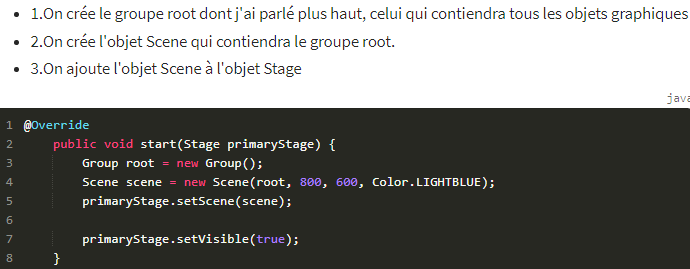 1.On crée le groupe root dont j'ai parlé plus haut, celui qui contiendra tous les objets graphiques
2.On crée l'objet Scene qui contiendra le groupe root.
3.On ajoute l'objet Scene à l'objet Stage
java
1 @Override
2 public void start(Stage primaryStage) {
3 Group root = new Group();
4 Scene scene = new Scene(root, 800, 600, Color.LIGHTBLUE);
5 primaryStage.setScene(scene);
6
7 primaryStage.setVisible(true);
8 }